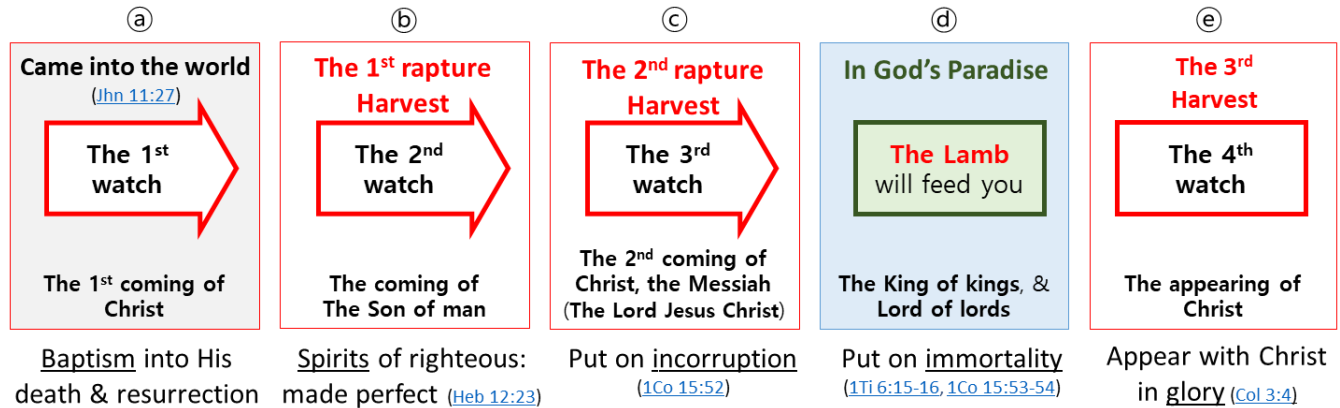 ⓐ
Came into the world
(Jhn 11:27)
The 1st
watch
The 1st coming of
Christ
Baptism into His
death & resurrection
ⓑ
The 1st rapture
Harvest
The 2nd
watch
The coming of
The Son of man
Spirits of righteous:
made perfect (Heb 12:23)
ⓒ
The 2nd rapture
Harvest
The 3rd
watch
The 2nd coming of
Christ, the Messiah
(The Lord Jesus Christ)
Put on incorruption
(1Co 15:52)
ⓓ
In God’s Paradise
The Lamb
will feed you
The King of kings, &
Lord of lords
Put on immortality
(1Ti 6:15-16, 1Co 15:53-54)
ⓔ
The 3rd
Harvest
The 4th
watch
The appearing of
Christ
Appear with Christ
in glory (Col 3:4)